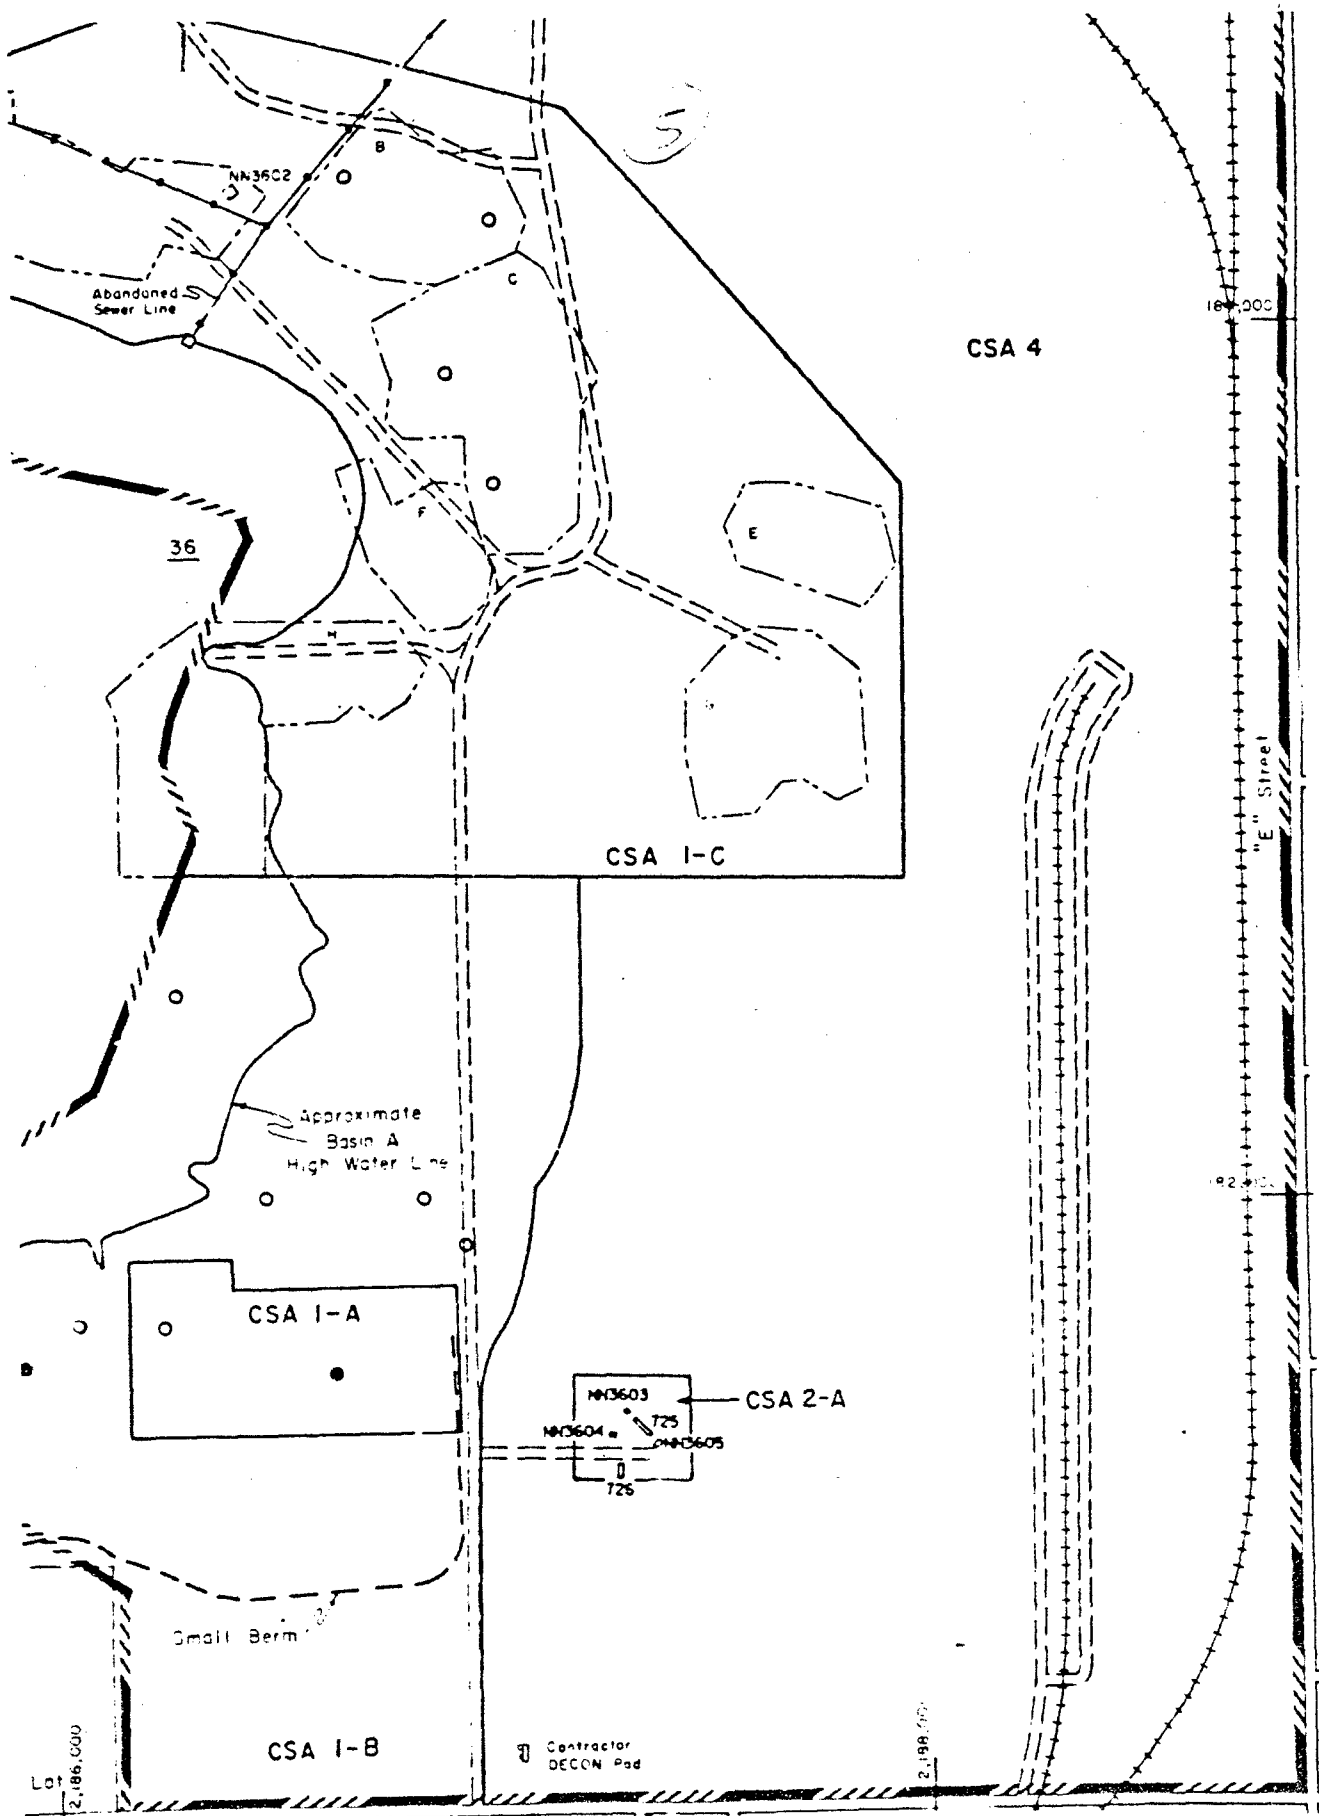 5
B
NN3602
C
Abandoned
Sewer Line
CSA 4
F
E
36
H
"E" Street
CSA 1-C
Approximate
Basin A
High Water Line
CSA 1-A
NN3603
CSA 2-A
725
NN3604
NN3605
726
Small Berm
CSA 1-B
Contractor
DECON Pad
Lot
2,186,000